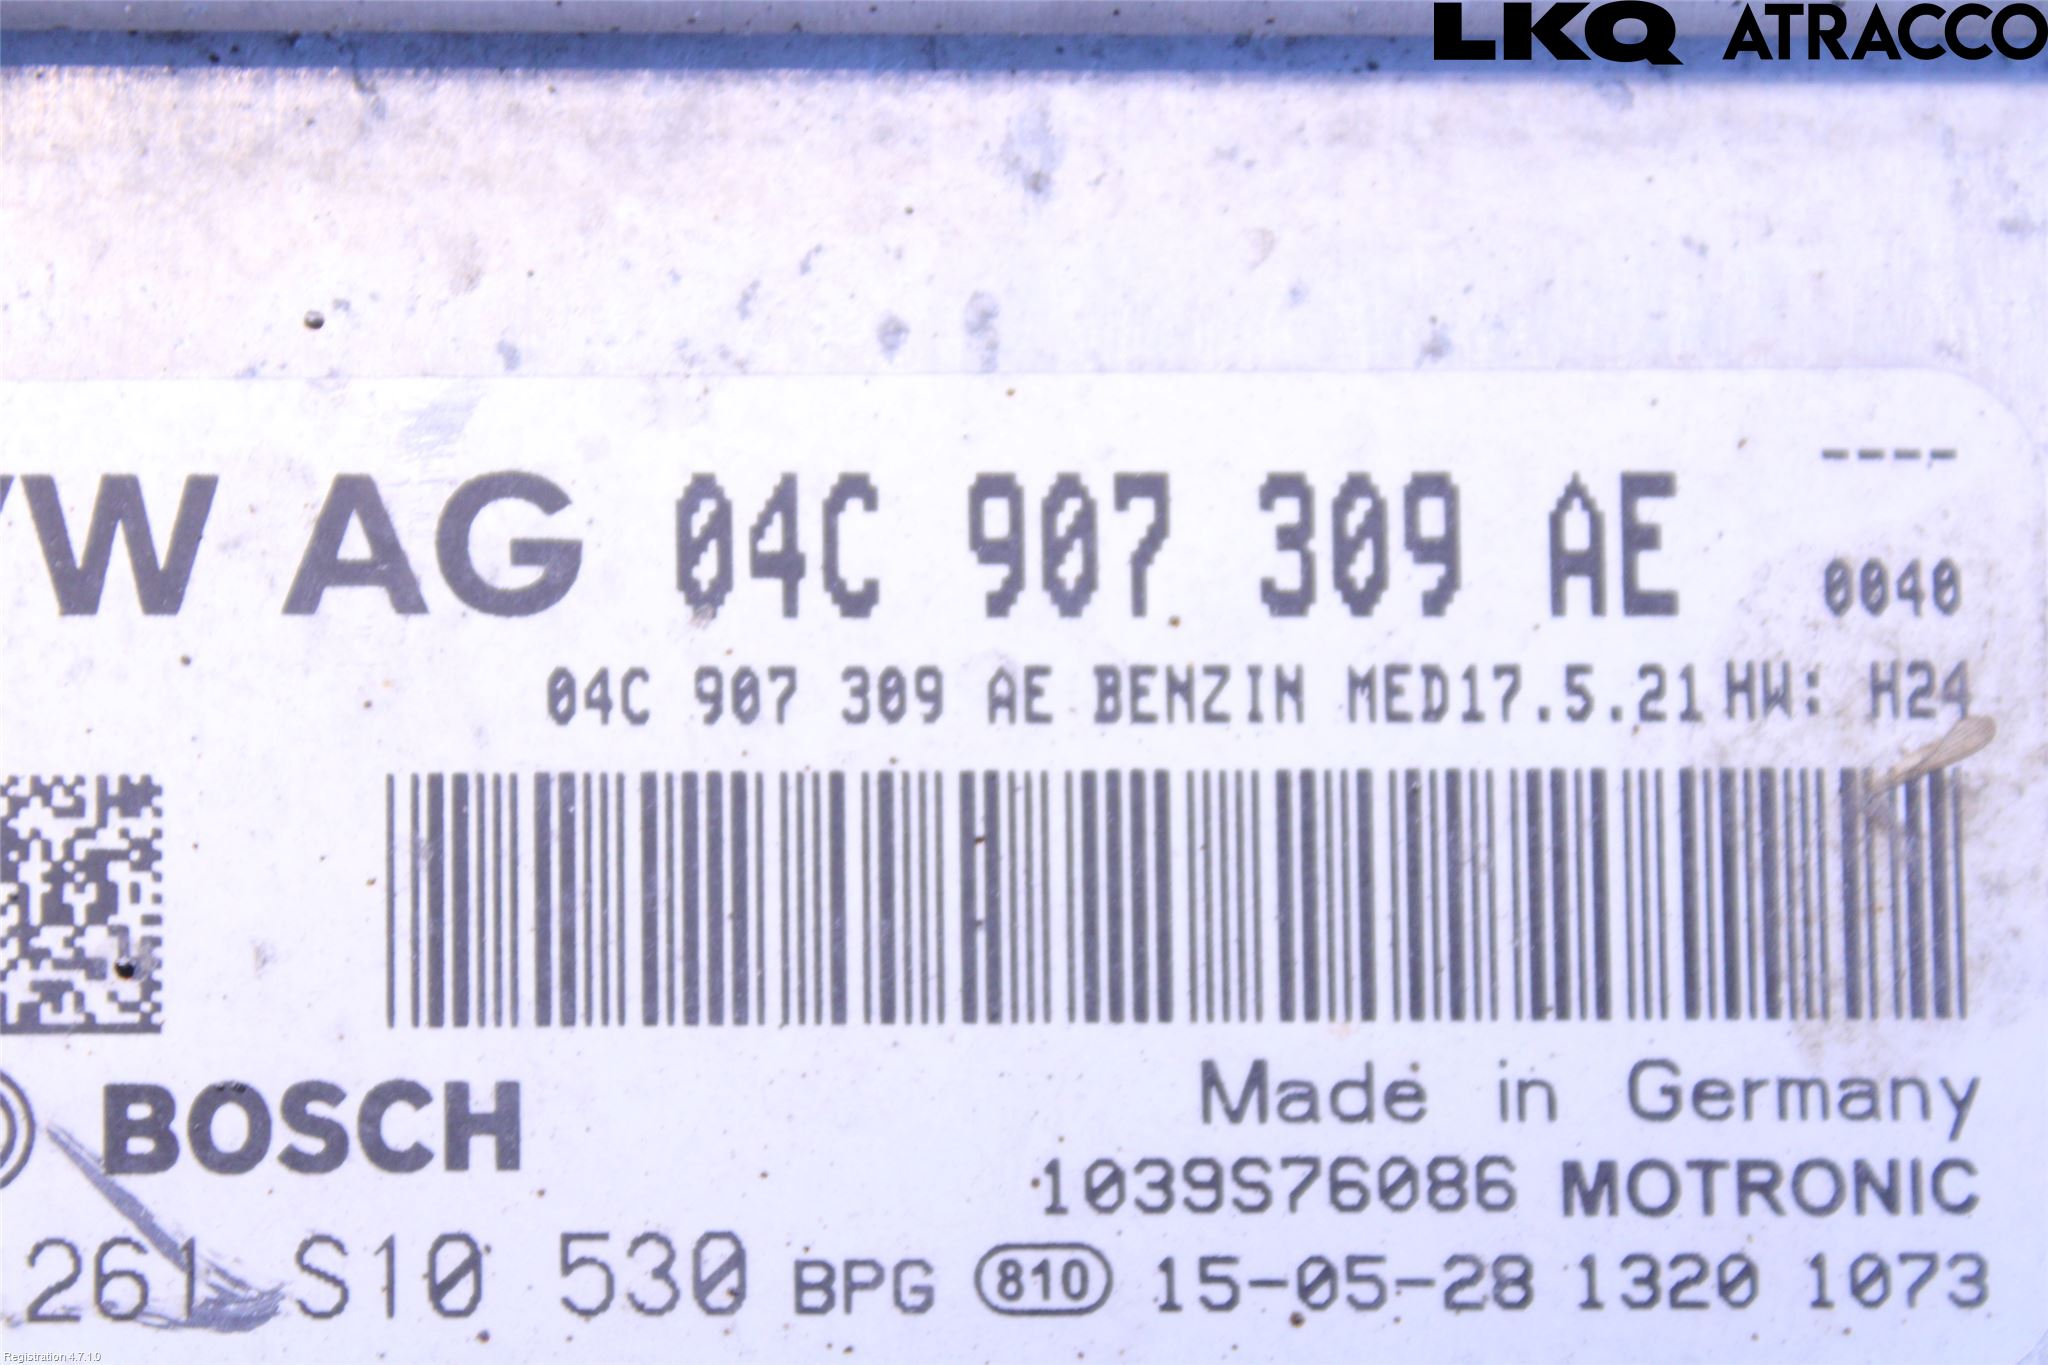 LKQ ATRACCO
----
VW AG 04C 907 309 AE 0040
04C 907 309 AE BENZIN MED17.5.21 HW: H24
BOSCH
Made in Germany
1039S76086 MOTRONIC
261 S10 530 BPG 810 15-05-28 1320 1073
Registration 4.7.1.0